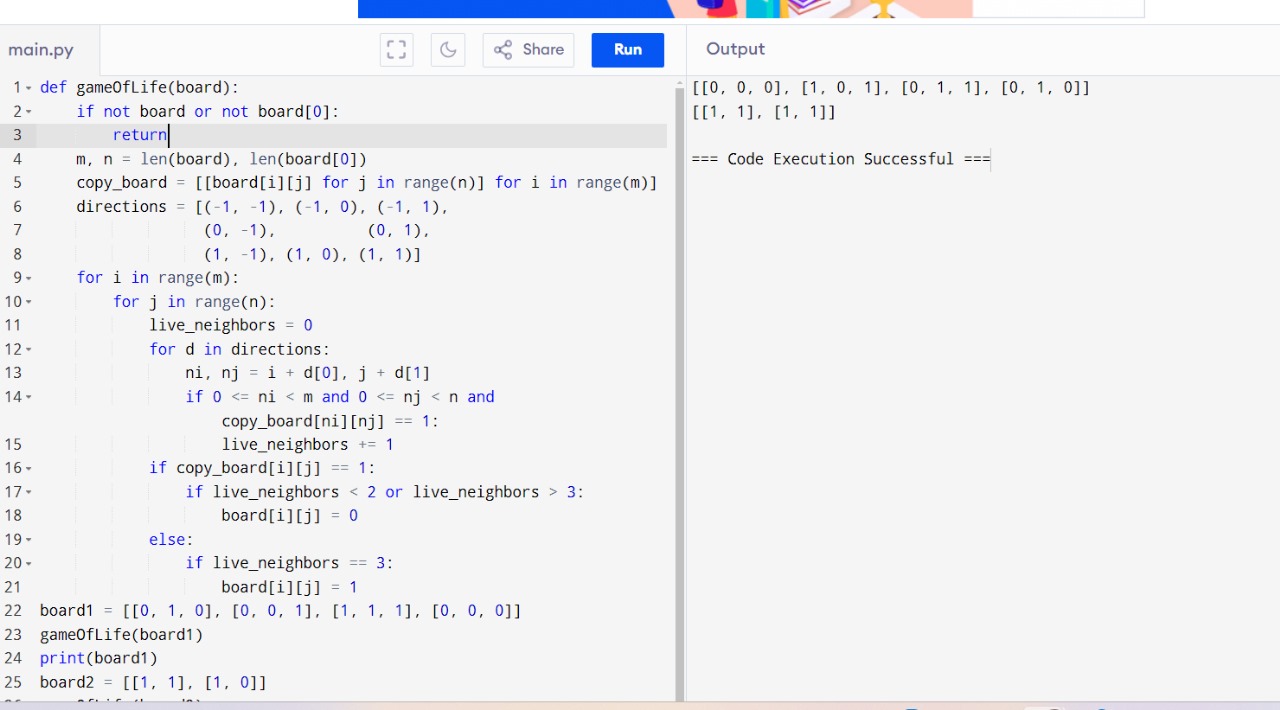 main.py
Share
Run
Output
1 def gameOfLife(board):
2     if not board or not board[0]:
3         return
4     m, n = len(board), len(board[0])
5     copy_board = [[board[i][j] for j in range(n)] for i in range(m)]
6     directions = [(-1, -1), (-1, 0), (-1, 1),
7                   (0, -1),          (0, 1),
8                   (1, -1), (1, 0), (1, 1)]
9     for i in range(m):
10         for j in range(n):
11             live_neighbors = 0
12             for d in directions:
13                 ni, nj = i + d[0], j + d[1]
14                 if 0 <= ni < m and 0 <= nj < n and
                    copy_board[ni][nj] == 1:
15                     live_neighbors += 1
16             if copy_board[i][j] == 1:
17                 if live_neighbors < 2 or live_neighbors > 3:
18                     board[i][j] = 0
19             else:
20                 if live_neighbors == 3:
21                     board[i][j] = 1
22 board1 = [[0, 1, 0], [0, 0, 1], [1, 1, 1], [0, 0, 0]]
23 gameOfLife(board1)
24 print(board1)
25 board2 = [[1, 1], [1, 0]]
[[0, 0, 0], [1, 0, 1], [0, 1, 1], [0, 1, 0]]
[[1, 1], [1, 1]]
=== Code Execution Successful ===